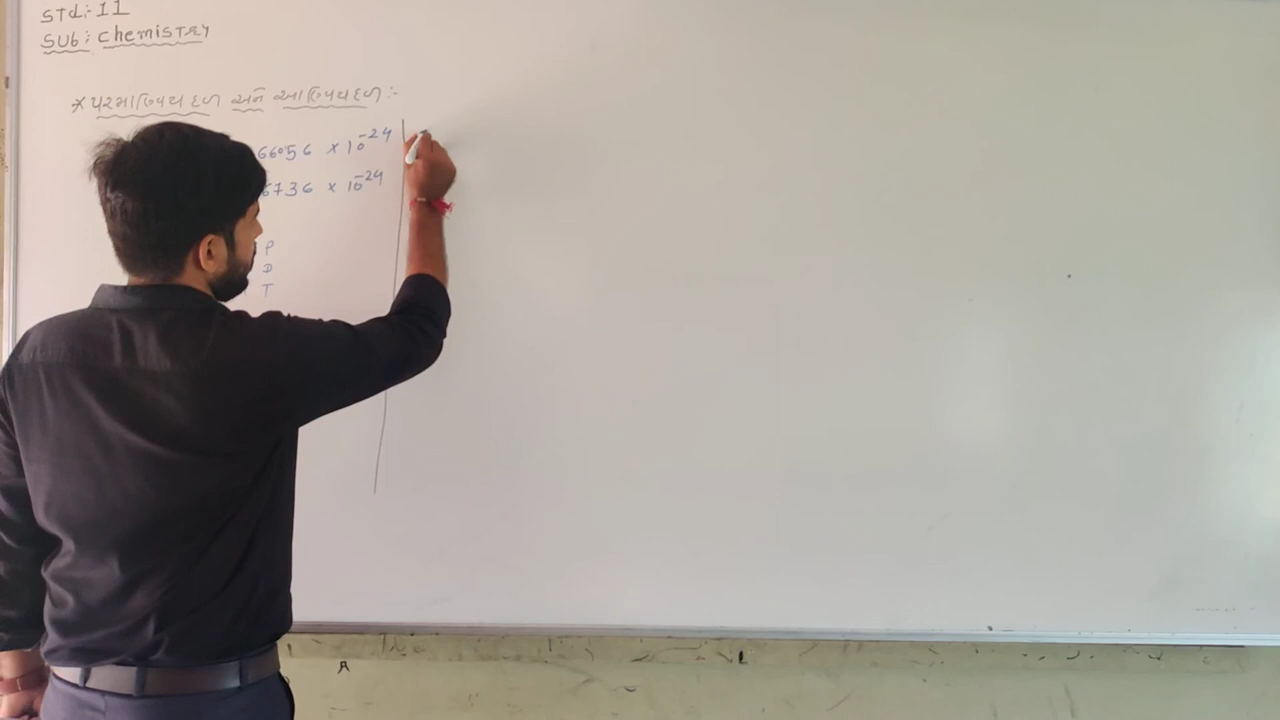 Std:-11
Sub: Chemistry
* પરમાણ્વિય દળ અને આણ્વિય દળ :-
66056 × 10⁻²⁴
6736 × 10⁻²⁴
P
D
T